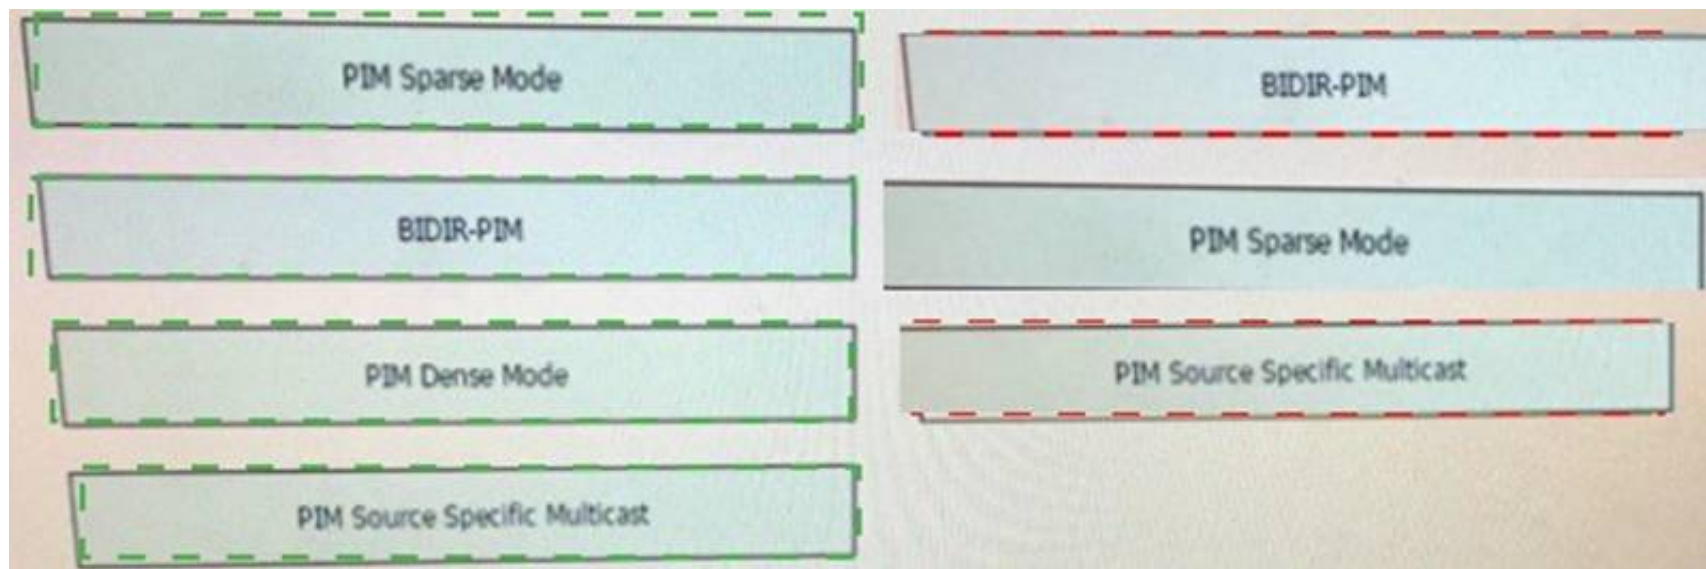 PIM Sparse Mode
BIDIR-PIM
PIM Dense Mode
PIM Source Specific Multicast
BIDIR-PIM
PIM Sparse Mode
PIM Source Specific Multicast